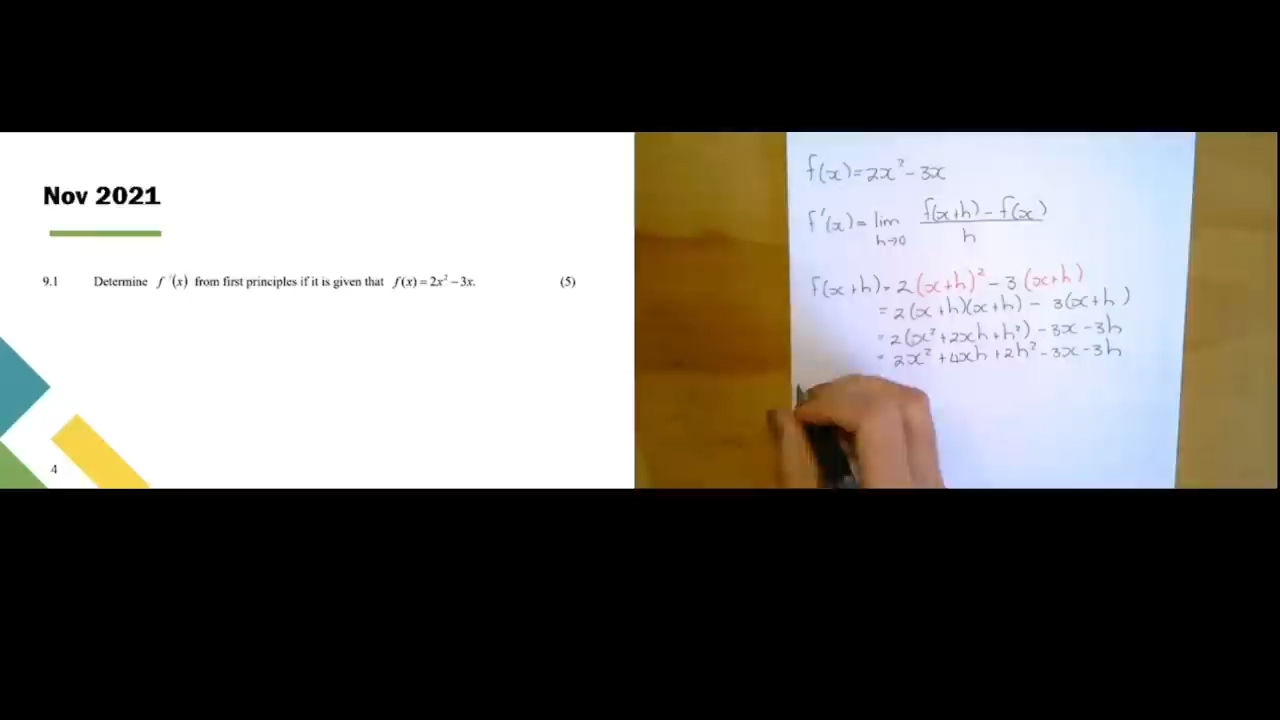 Nov 2021
9.1 Determine f ′(x) from first principles if it is given that f(x) = 2x² – 3x. (5)
4
f(x) = 2x² - 3x
f'(x) = lim h→0 f(x+h) - f(x) / h
f(x+h) = 2(x+h)² - 3(x+h)
= 2(x+h)(x+h) - 3(x+h)
= 2(x² + 2xh + h²) - 3x - 3h
= 2x² + 4xh + 2h² - 3x - 3h